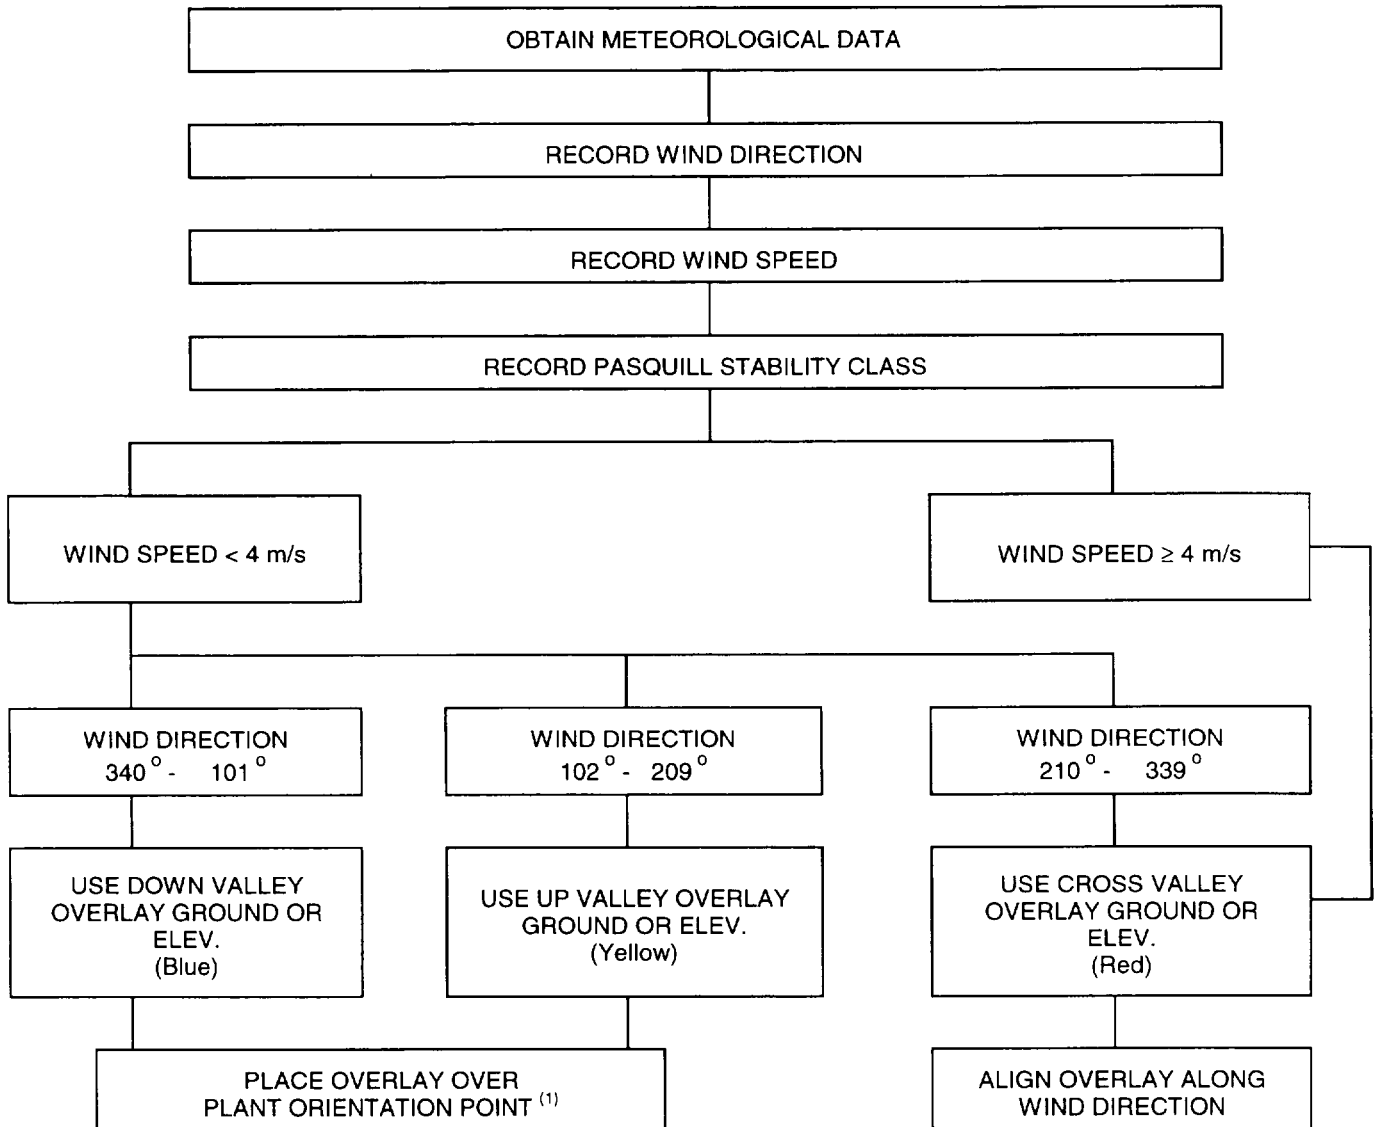 OBTAIN METEOROLOGICAL DATA
RECORD WIND DIRECTION
RECORD WIND SPEED
RECORD PASQUILL STABILITY CLASS
WIND SPEED < 4 m/s
WIND SPEED ≥ 4 m/s
WIND DIRECTION
340° - 101°
WIND DIRECTION
102° - 209°
WIND DIRECTION
210° - 339°
USE DOWN VALLEY
OVERLAY GROUND OR
ELEV.
(Blue)
USE UP VALLEY OVERLAY
GROUND OR ELEV.
(Yellow)
USE CROSS VALLEY
OVERLAY GROUND OR
ELEV.
(Red)
PLACE OVERLAY OVER
PLANT ORIENTATION POINT (1)
ALIGN OVERLAY ALONG
WIND DIRECTION